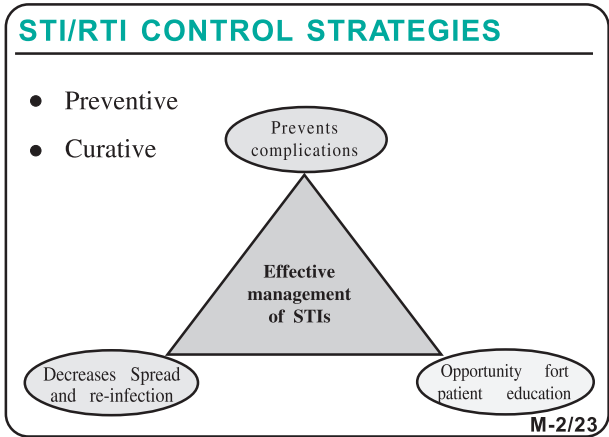 STI/RTI CONTROL STRATEGIES
● Preventive
● Curative
Prevents
complications
Effective
management
of STIs
Decreases Spread
and re-infection
Opportunity fort
patient education
M-2/23